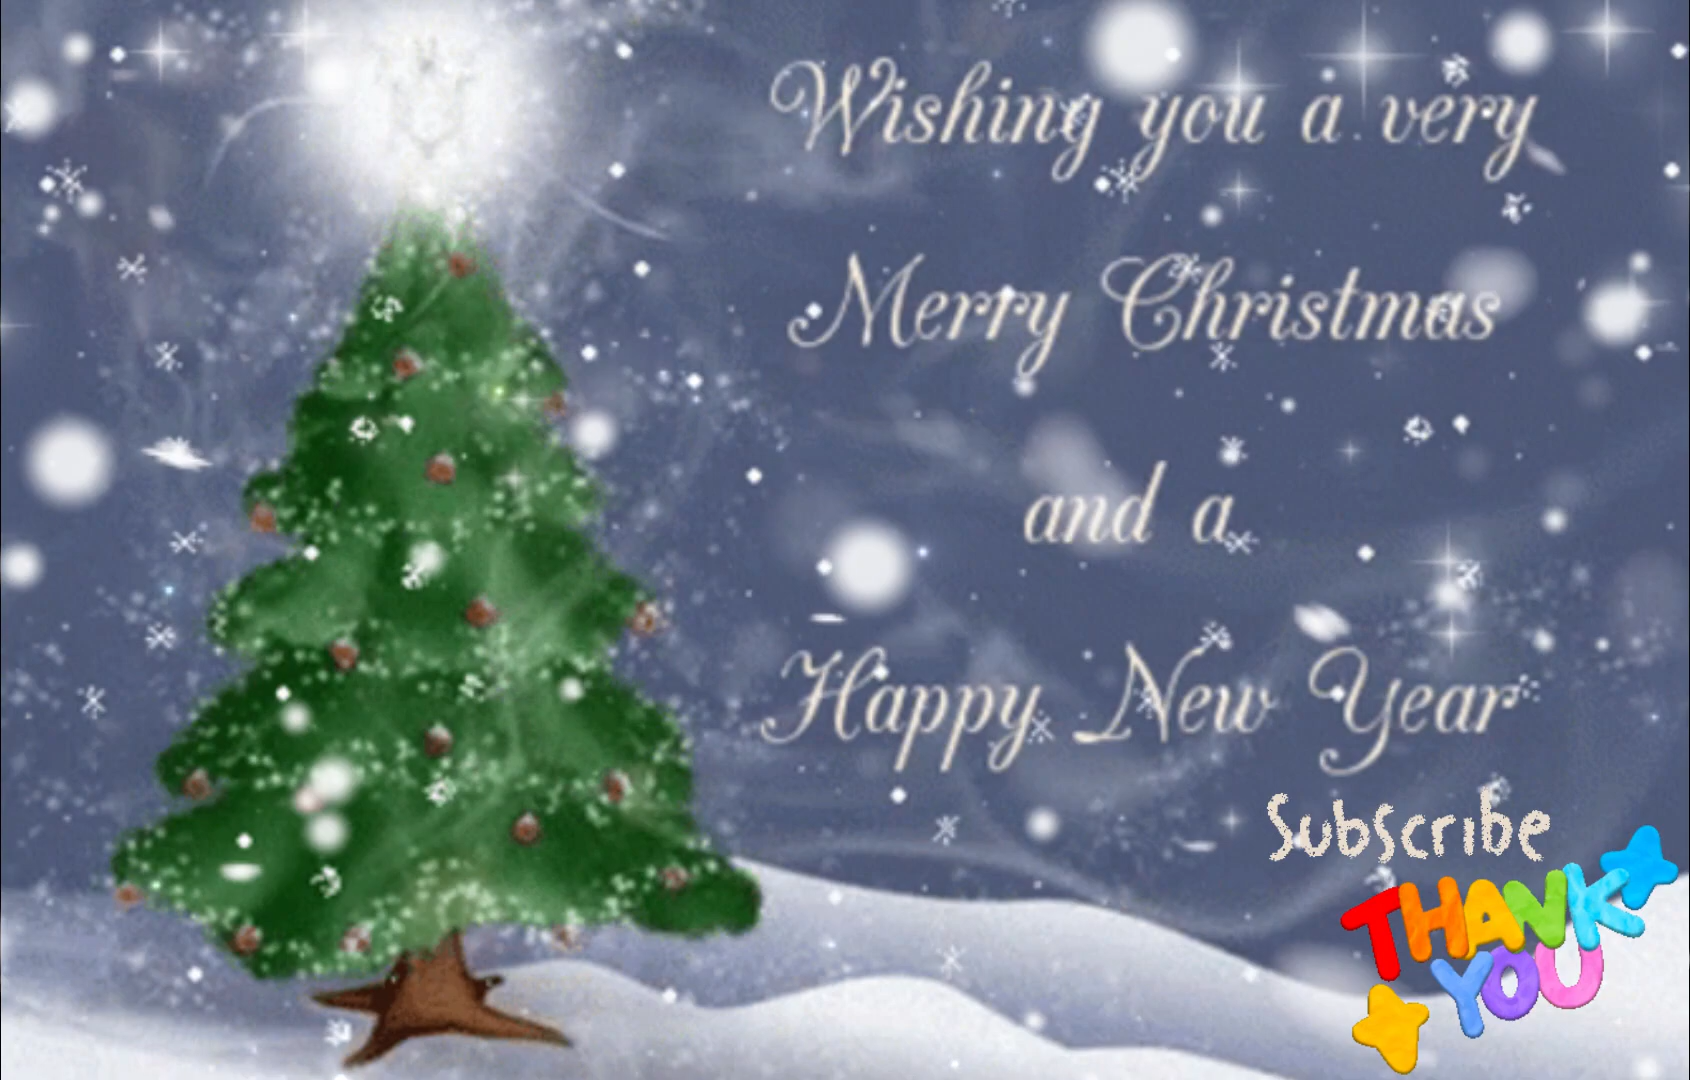 Wishing you a very
Merry Christmas
and a
Happy New Year
Subscribe
THANK
YOU